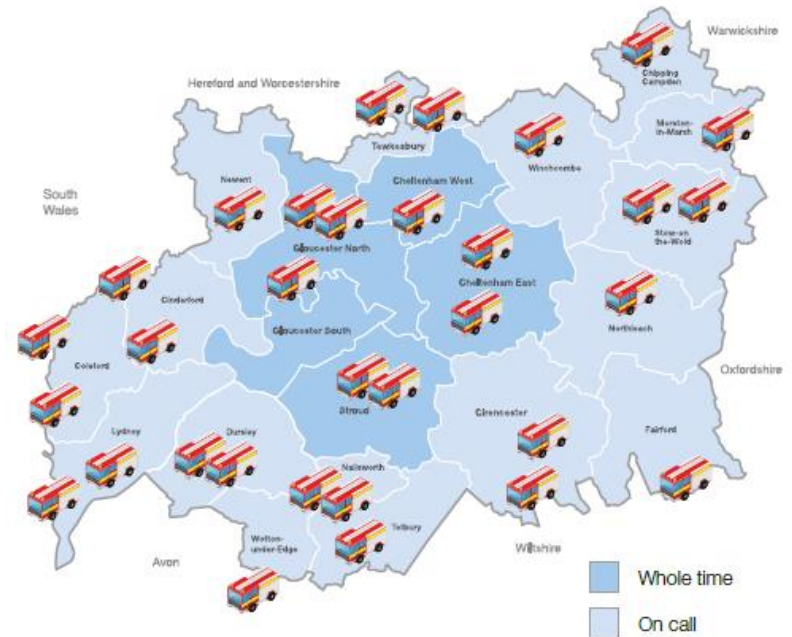 Warwickshire
Hereford and Worcestershire
Chipping
Campden
Moreton-
in-Marsh
Tewkesbury
Winchcombe
Newent
Cheltenham West
South
Wales
Stow-on
the-Wold
Gloucester North
Cheltenham East
Cinderford
Northleach
Gloucester South
Coleford
Oxfordshire
Stroud
Cirencester
Fairford
Lydney
Dursley
Nailsworth
Tetbury
Wotton-
under-Edge
Wiltshire
Avon
Whole time
On call